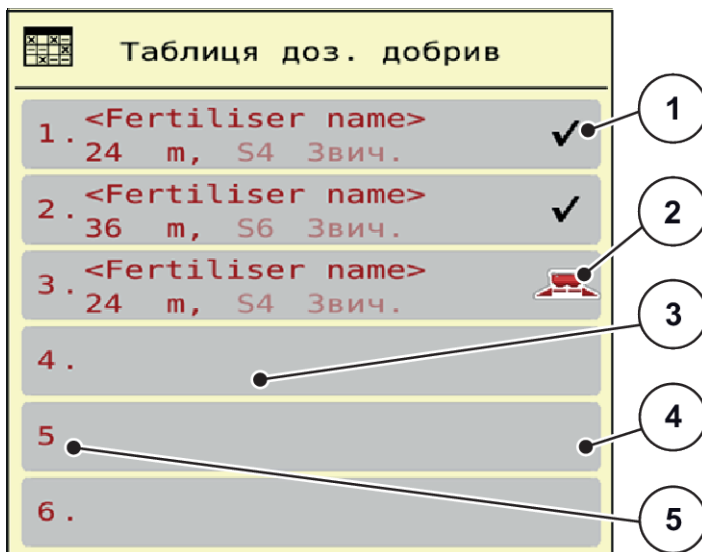 Таблиця доз. добрив
1. <Fertiliser name>
24 m, S4 Звич.
2. <Fertiliser name>
36 m, S6 Звич.
3. <Fertiliser name>
24 m, S4 Звич.
4.
5
6.
1
2
3
4
5